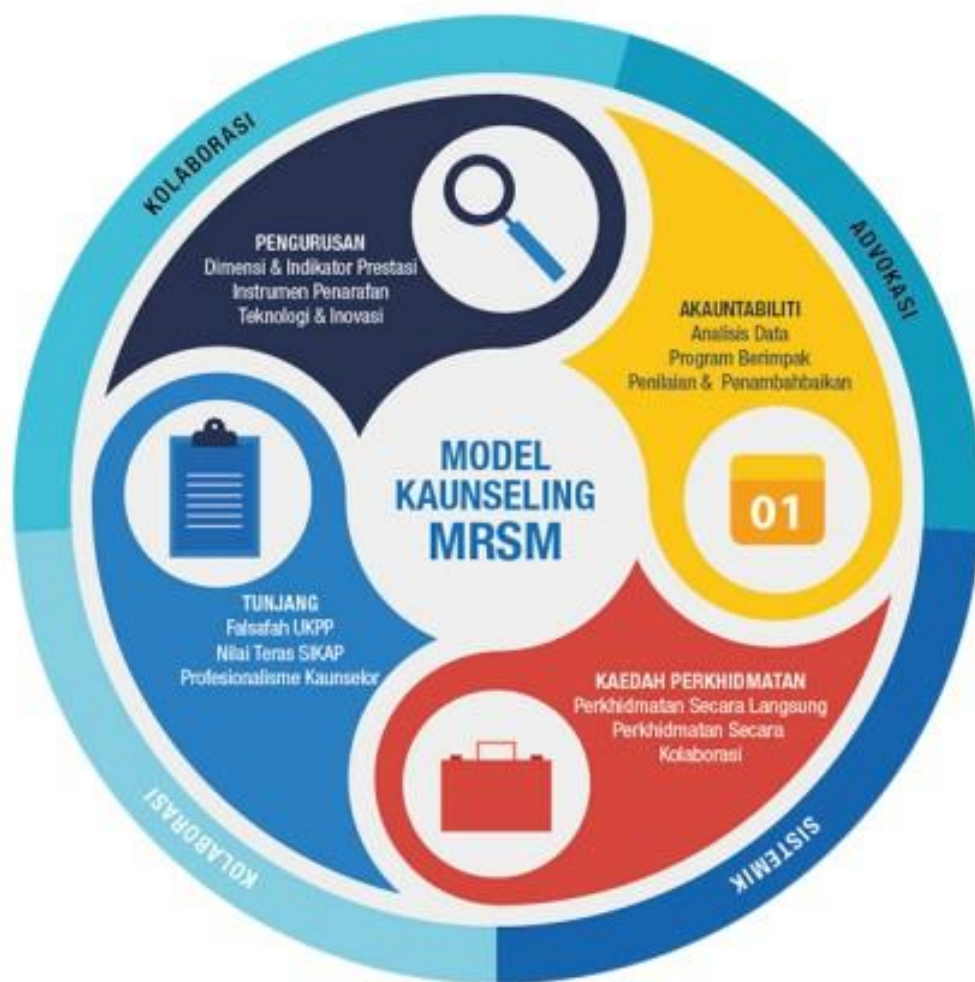 KOLABORASI
ADVOKASI
PENGURUSAN
Dimensi & Indikator Prestasi
Instrumen Penarafan
Teknologi & Inovasi
AKAUNTABILITI
Analisis Data
Program Berimpak
Penilaian & Penambahbaikan
MODEL
KAUNSELING
MRSM
01
TUNJANG
Falsafah UKPP
Nilai Teras SIKAP
Profesionalisme Kaunselor
KAEDAH PERKHIDMATAN
Perkhidmatan Secara Langsung
Perkhidmatan Secara
Kolaborasi
KOLABORASI
SISTEMIK